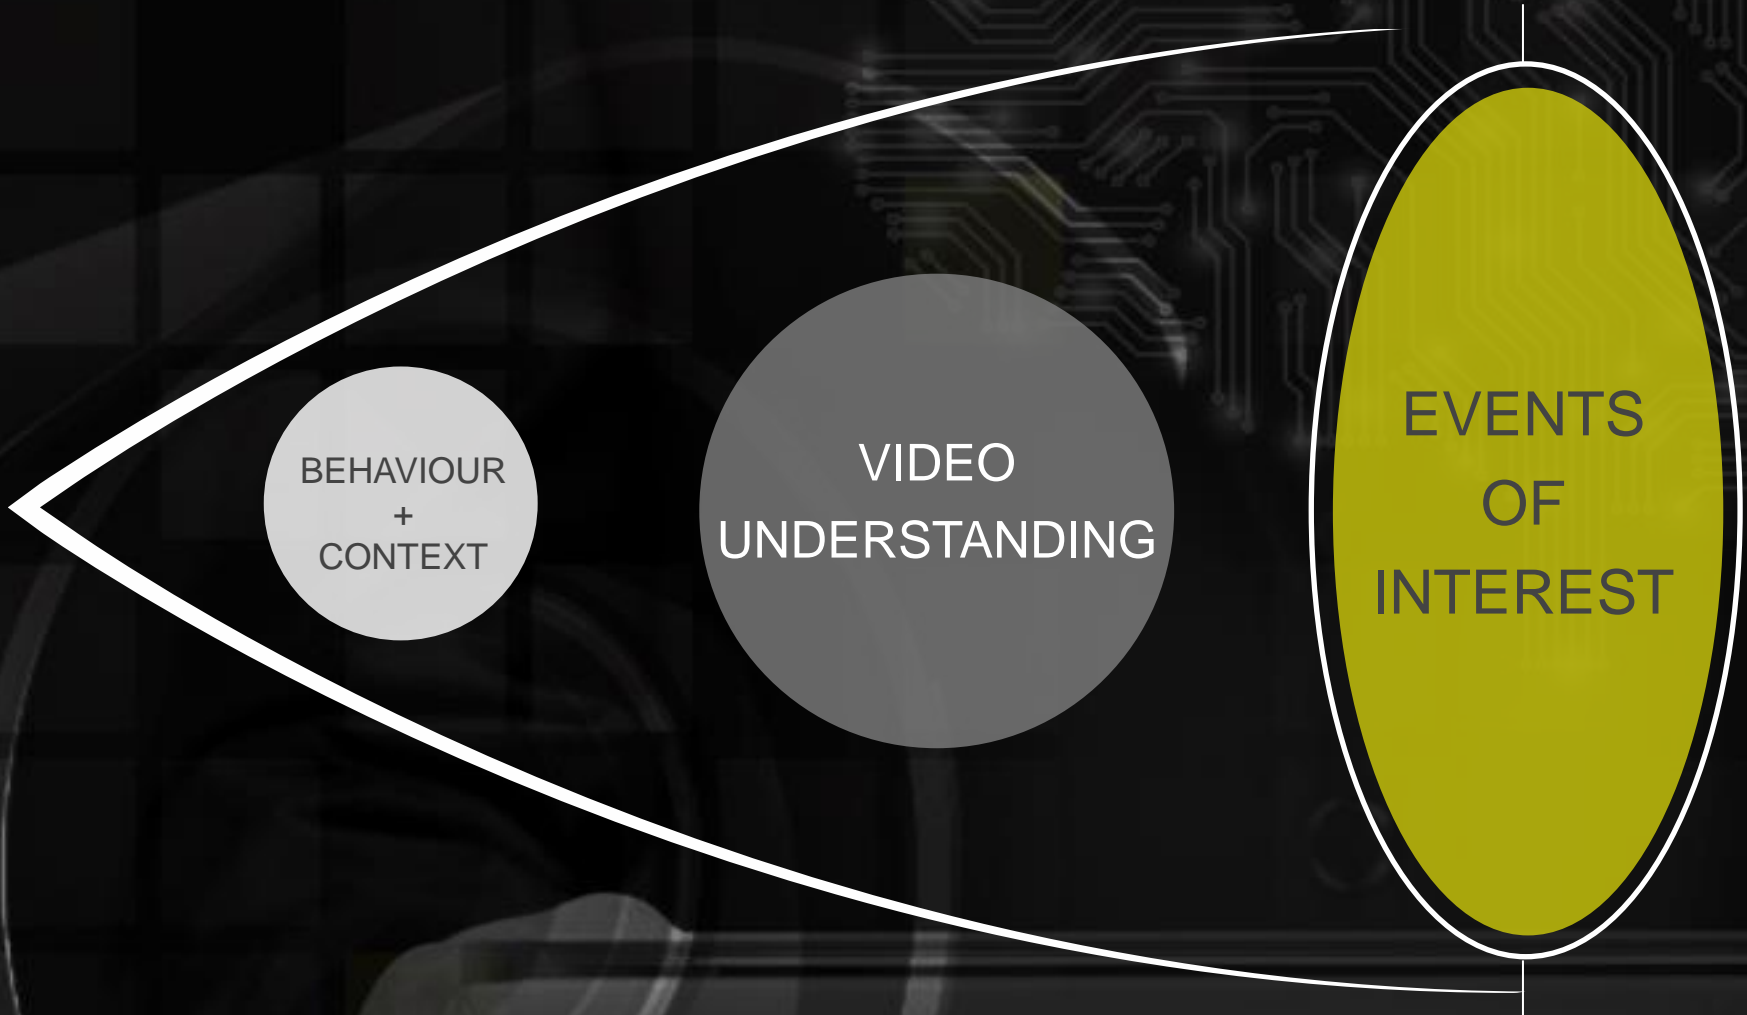 BEHAVIOUR
+
CONTEXT
VIDEO
UNDERSTANDING
EVENTS
OF
INTEREST